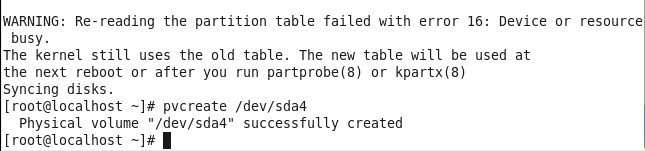 WARNING: Re-reading the partition table failed with error 16: Device or resource
busy.
The kernel still uses the old table. The new table will be used at
the next reboot or after you run partprobe(8) or kpartx(8)
Syncing disks.
[root@localhost ~]# pvcreate /dev/sda4
  Physical volume "/dev/sda4" successfully created
[root@localhost ~]#